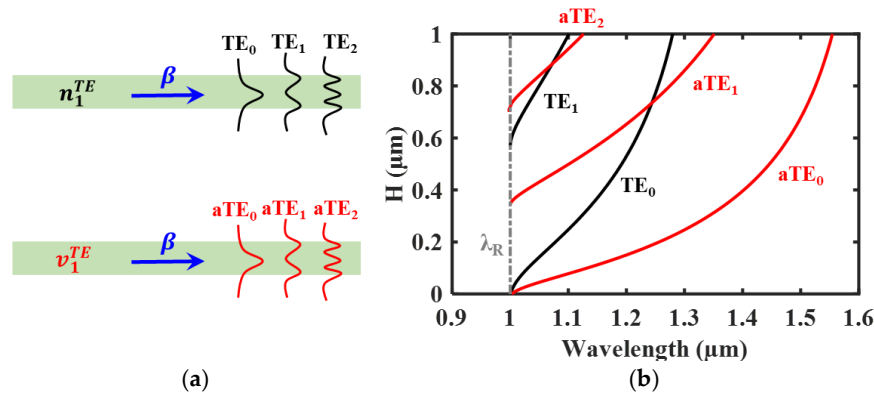 TE₀ TE₁ TE₂
n₁ᵀᴱ β
aTE₀ aTE₁ aTE₂
v₁ᵀᴱ β
(a)
H (µm)
1
0.8
0.6
0.4
0.2
0
0.9 1 1.1 1.2 1.3 1.4 1.5 1.6
Wavelength (µm)
aTE₂
TE₁
aTE₁
TE₀
aTE₀
λ_R
(b)